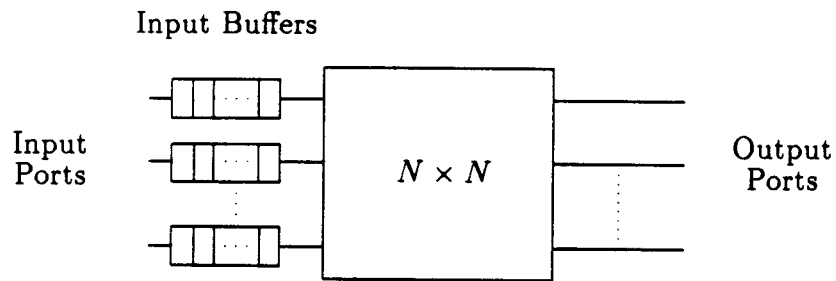 Input Buffers
Input
Ports
N × N
Output
Ports